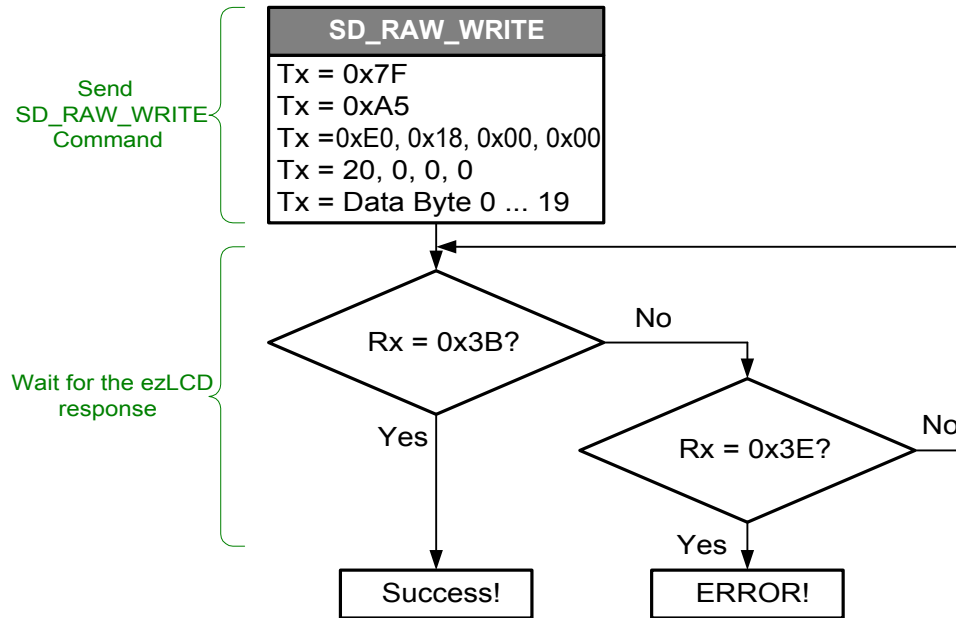 SD_RAW_WRITE
Tx = 0x7F
Tx = 0xA5
Tx =0xE0, 0x18, 0x00, 0x00
Tx = 20, 0, 0, 0
Tx = Data Byte 0 ... 19
Send
SD_RAW_WRITE
Command
Rx = 0x3B?
No
Wait for the ezLCD
response
Yes
Rx = 0x3E?
No
Yes
Success!
ERROR!